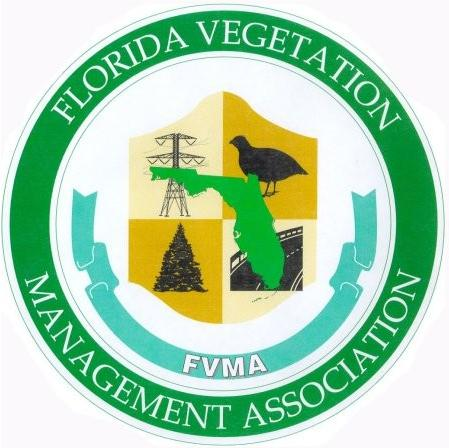 FLORIDA VEGETATION
MANAGEMENT ASSOCIATION
FVMA